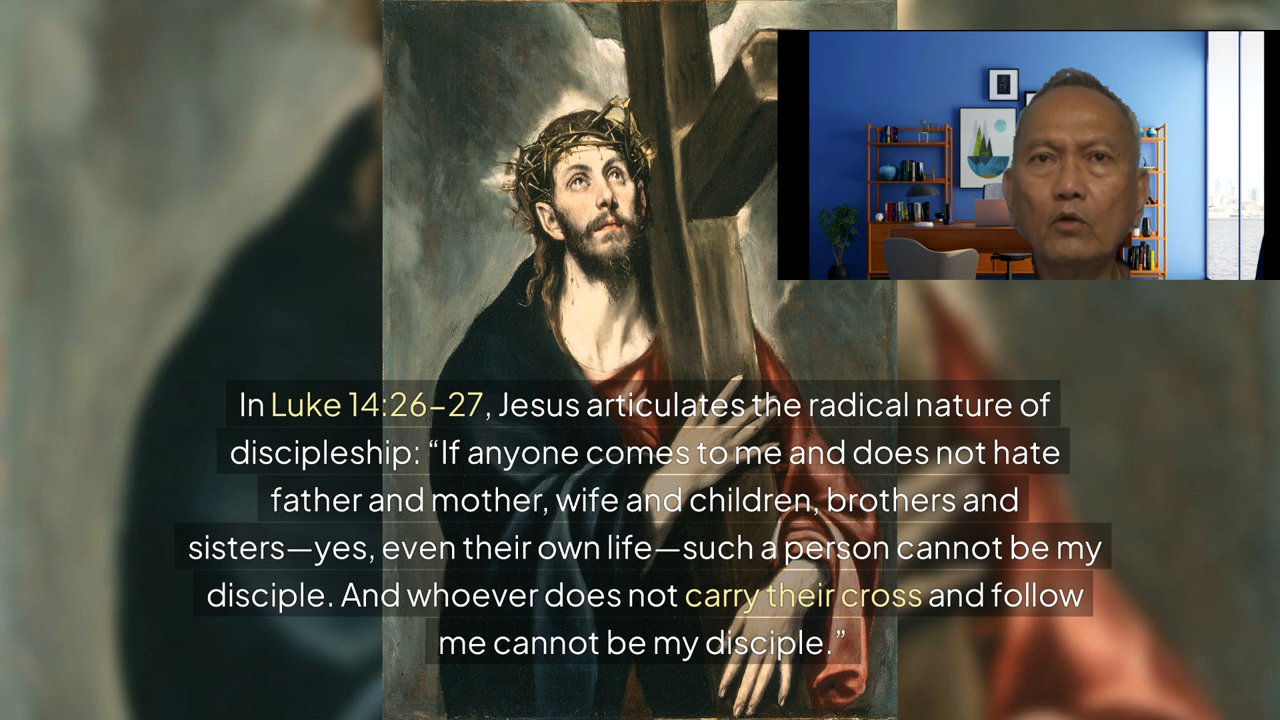 In Luke 14:26–27, Jesus articulates the radical nature of
discipleship: “If anyone comes to me and does not hate
father and mother, wife and children, brothers and
sisters—yes, even their own life—such a person cannot be my
disciple. And whoever does not carry their cross and follow
me cannot be my disciple.”